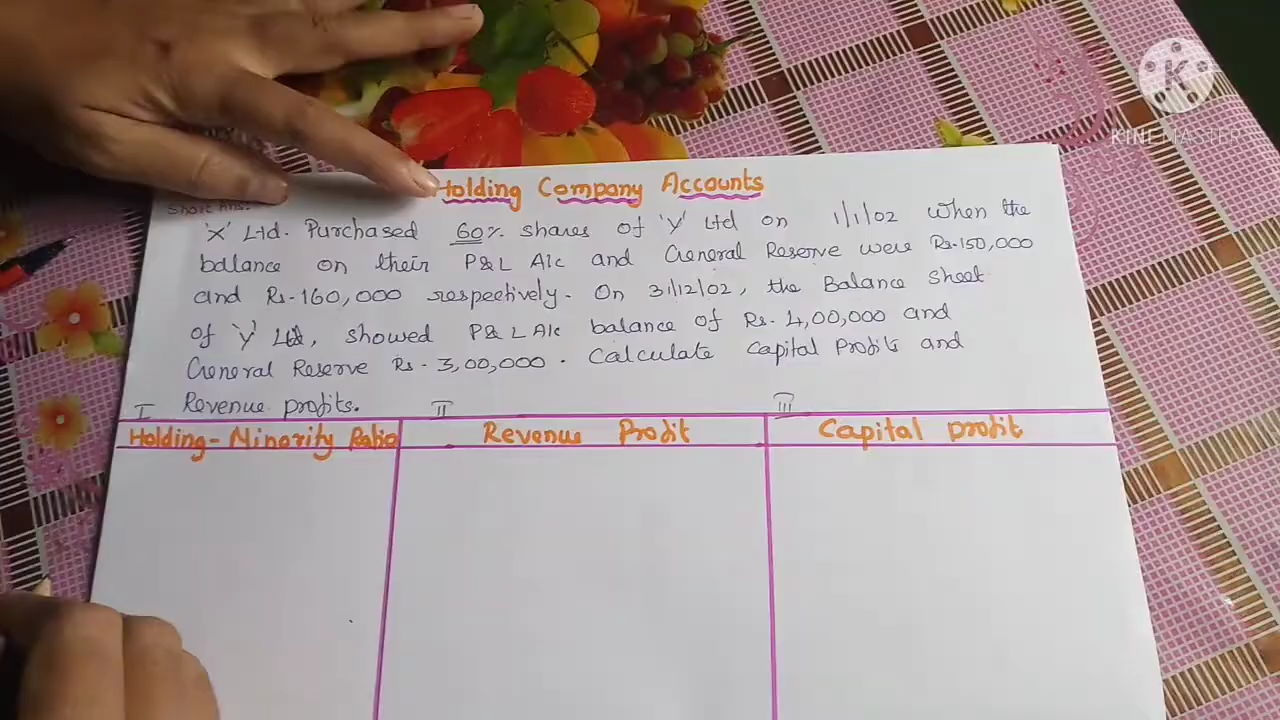 KINEMASTER
Holding Company Accounts
Short Ans.
'X' Ltd. Purchased 60% shares of 'Y' Ltd on 1/1/02 when the
balance on their P&L A/c and General Reserve were Rs.150,000
and Rs.160,000 respectively. On 31/12/02, the Balance sheet
of 'Y' Ltd, showed P&L A/c balance of Rs.4,00,000 and
General Reserve Rs.3,00,000. Calculate Capital Profits and
Revenue profits.
I II III
Holding-Minority Ratio Revenue Profit Capital profit